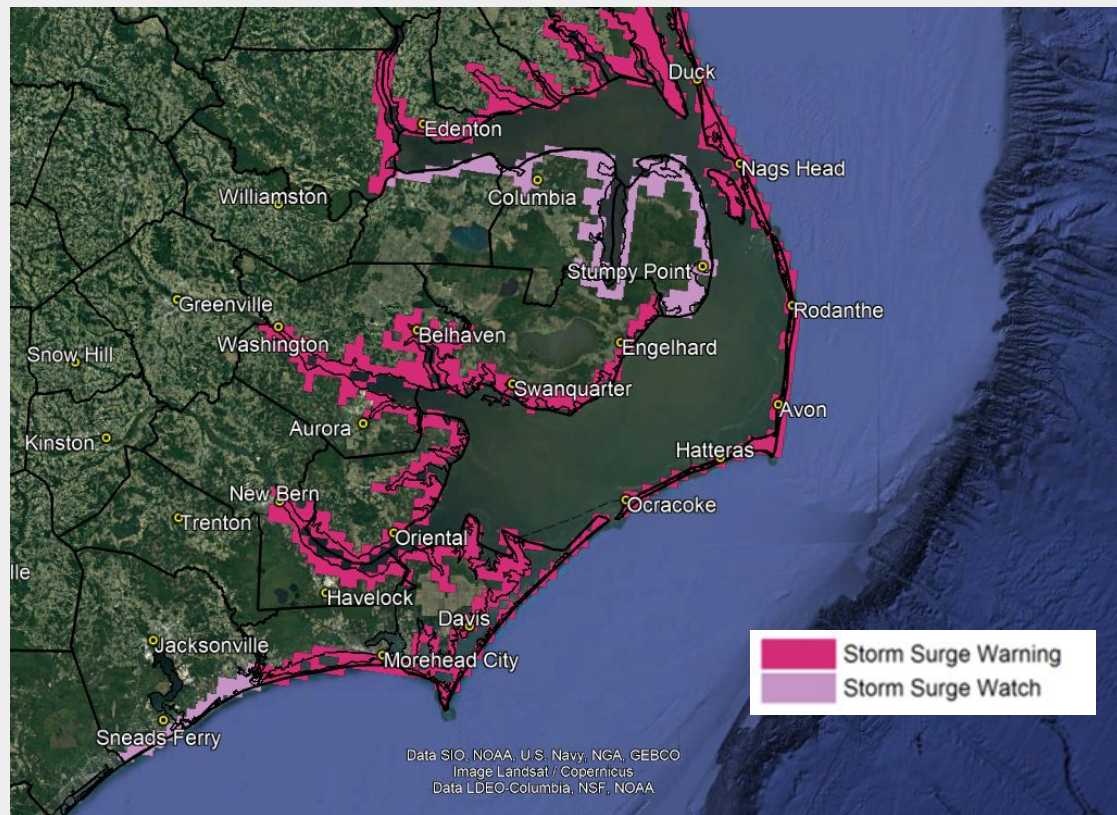 Duck
Edenton
Nags Head
Williamston
Columbia
Stumpy Point
Greenville
Rodanthe
Washington
Belhaven
Engelhard
Snow Hill
Swanquarter
Avon
Aurora
Kinston
Hatteras
New Bern
Ocracoke
Trenton
Oriental
lle
Havelock
Davis
Jacksonville
Morehead City
Storm Surge Warning
Storm Surge Watch
Sneads Ferry
Data SIO, NOAA, U.S. Navy, NGA, GEBCO
Image Landsat / Copernicus
Data LDEO-Columbia, NSF, NOAA